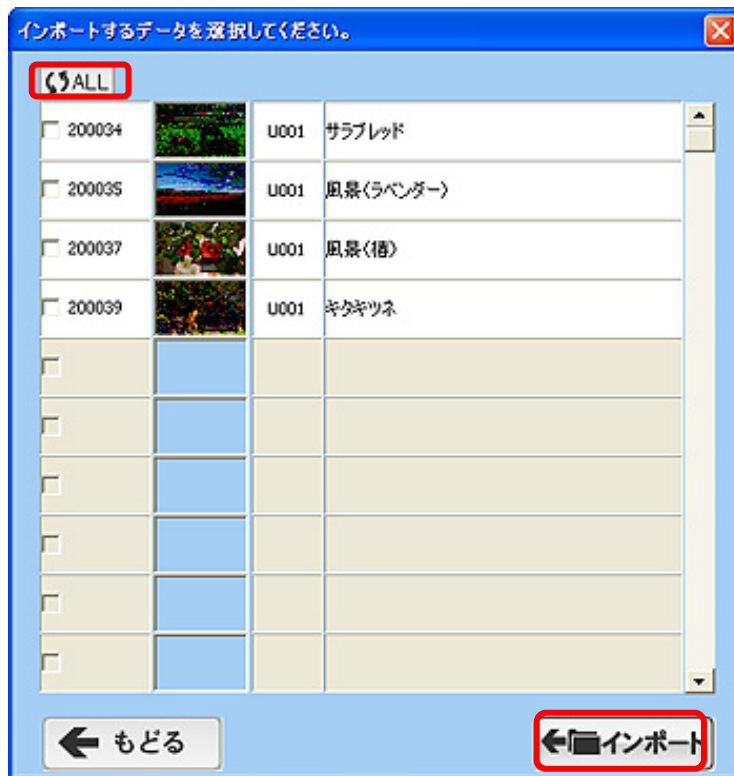 インポートするデータを選択してください。
ALL
200034 U001 サラブレッド
200035 U001 風景(ラベンダー)
200037 U001 風景(椿)
200039 U001 キタキツネ
もどる
インポート